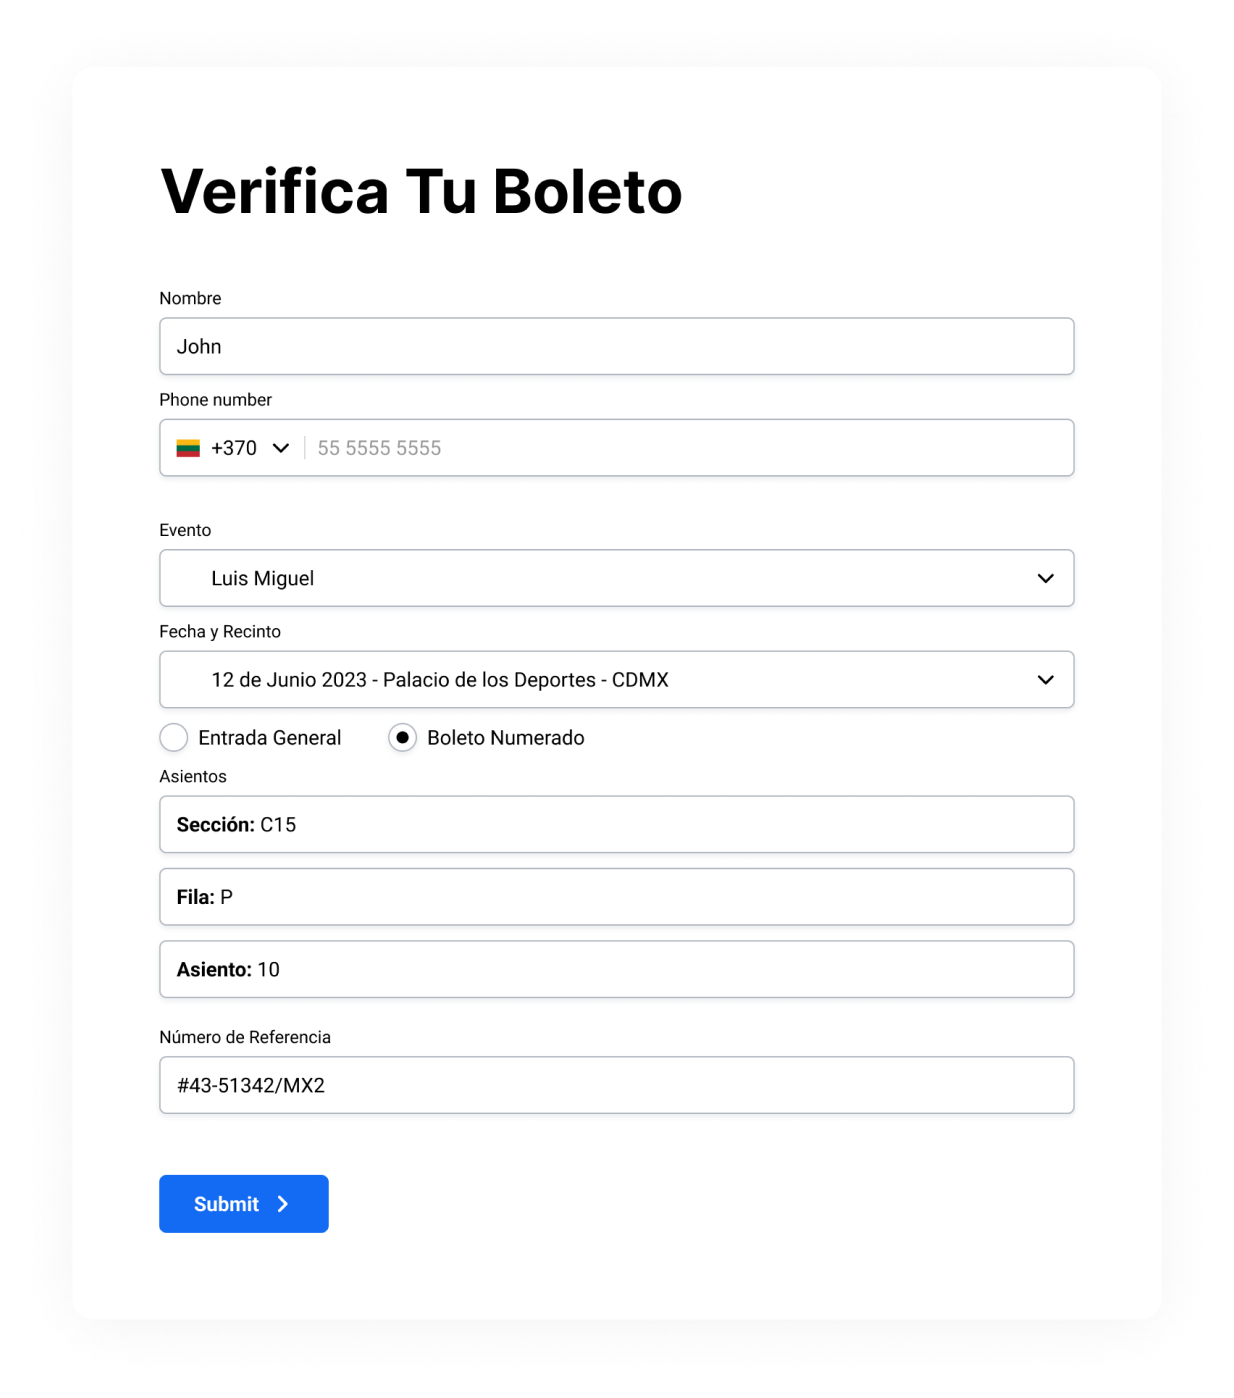 Verifica Tu Boleto
Nombre
John
Phone number
+370 55 5555 5555
Evento
Luis Miguel
Fecha y Recinto
12 de Junio 2023 - Palacio de los Deportes - CDMX
Entrada General Boleto Numerado
Asientos
Sección: C15
Fila: P
Asiento: 10
Número de Referencia
#43-51342/MX2
Submit